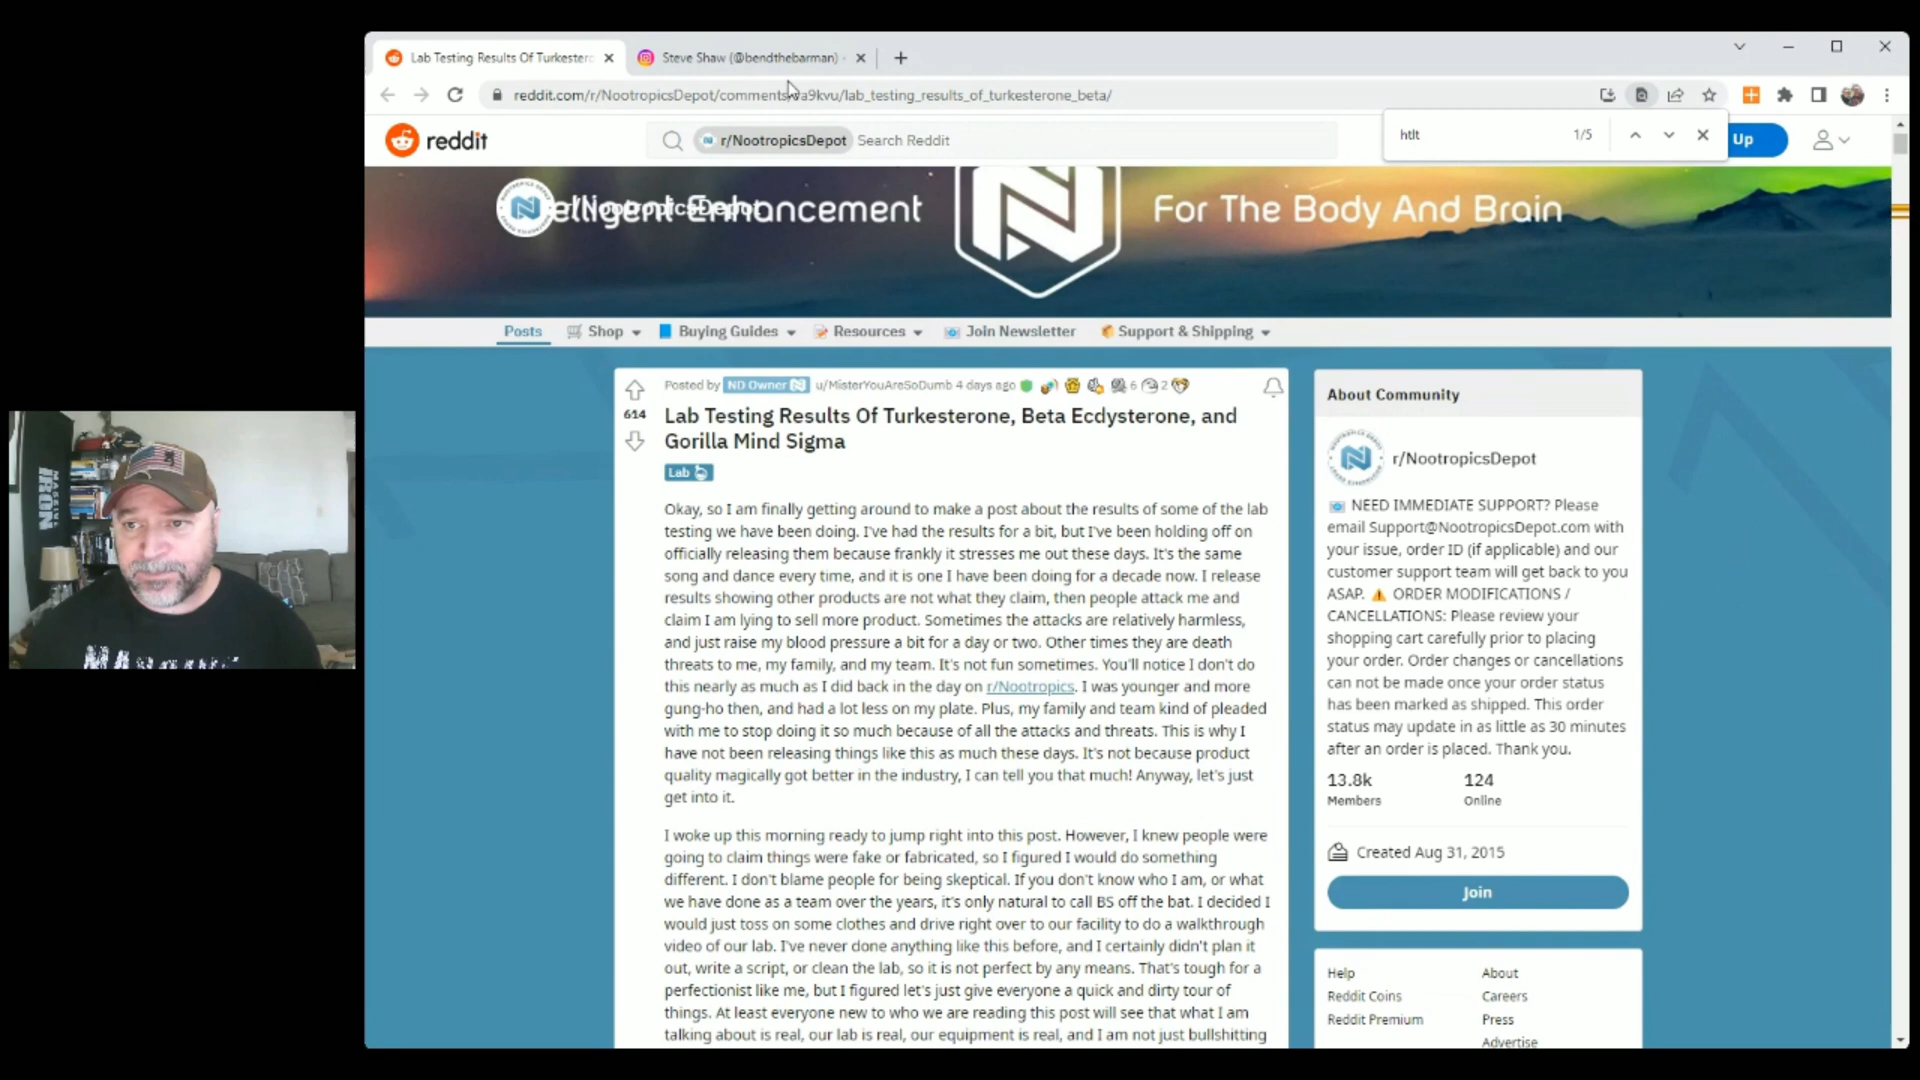 Lab Testing Results Of Turkester
Steve Shaw (@bendthebarman)
reddit.com/r/NootropicsDepot/comments/va9kvu/lab_testing_results_of_turkesterone_beta/
htlt
1/5
reddit
r/NootropicsDepot
Search Reddit
Up
r/NootropicsDepot
elligent Enhancement
For The Body And Brain
Posts
Shop
Buying Guides
Resources
Join Newsletter
Support & Shipping
Posted by ND Owner u/MisterYouAreSoDumb 4 days ago
6
2
614
Lab Testing Results Of Turkesterone, Beta Ecdysterone, and
Gorilla Mind Sigma
Lab
Okay, so I am finally getting around to make a post about the results of some of the lab
testing we have been doing. I've had the results for a bit, but I've been holding off on
officially releasing them because frankly it stresses me out these days. It's the same
song and dance every time, and it is one I have been doing for a decade now. I release
results showing other products are not what they claim, then people attack me and
claim I am lying to sell more product. Sometimes the attacks are relatively harmless,
and just raise my blood pressure a bit for a day or two. Other times they are death
threats to me, my family, and my team. It's not fun sometimes. You'll notice I don't do
this nearly as much as I did back in the day on r/Nootropics. I was younger and more
gung-ho then, and had a lot less on my plate. Plus, my family and team kind of pleaded
with me to stop doing it so much because of all the attacks and threats. This is why I
have not been releasing things like this as much these days. It's not because product
quality magically got better in the industry, I can tell you that much! Anyway, let's just
get into it.
I woke up this morning ready to jump right into this post. However, I knew people were
going to claim things were fake or fabricated, so I figured I would do something
different. I don't blame people for being skeptical. If you don't know who I am, or what
we have done as a team over the years, it's only natural to call BS off the bat. I decided I
would just toss on some clothes and drive right over to our facility to do a walkthrough
video of our lab. I've never done anything like this before, and I certainly didn't plan it
out, write a script, or clean the lab, so it is not perfect by any means. That's tough for a
perfectionist like me, but I figured let's just give everyone a quick and dirty tour of
things. At least everyone new to who we are reading this post will see that what I am
talking about is real, our lab is real, our equipment is real, and I am not just bullshitting
About Community
r/NootropicsDepot
NEED IMMEDIATE SUPPORT? Please
email Support@NootropicsDepot.com with
your issue, order ID (if applicable) and our
customer support team will get back to you
ASAP. ⚠️ ORDER MODIFICATIONS /
CANCELLATIONS: Please review your
shopping cart carefully prior to placing
your order. Order changes or cancellations
can not be made once your order status
has been marked as shipped. This order
status may update in as little as 30 minutes
after an order is placed. Thank you.
13.8k
124
Members
Online
Created Aug 31, 2015
Join
Help
About
Reddit Coins
Careers
Reddit Premium
Press
Advertise
MASSIVE
IRON